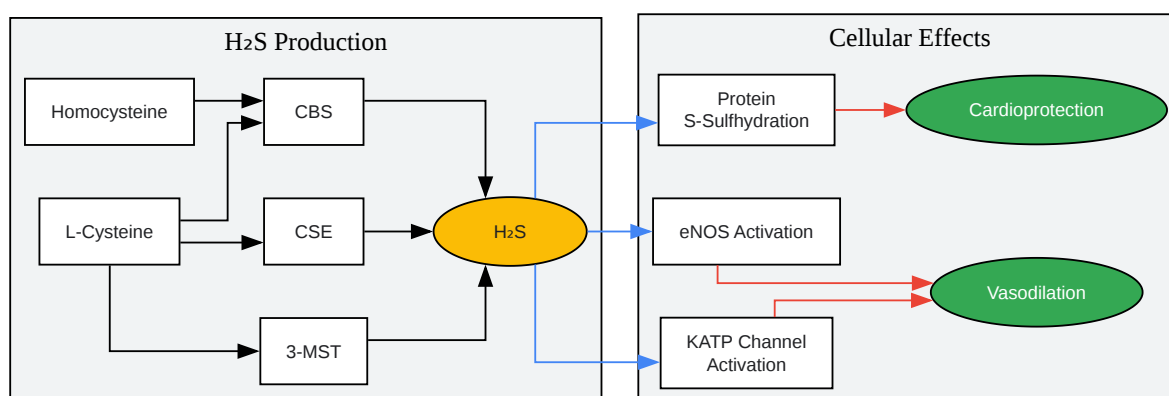 H₂S Production
Homocysteine
CBS
L-Cysteine
CSE
H₂S
3-MST
Cellular Effects
Protein
S-Sulfhydration
Cardioprotection
eNOS Activation
Vasodilation
KATP Channel
Activation